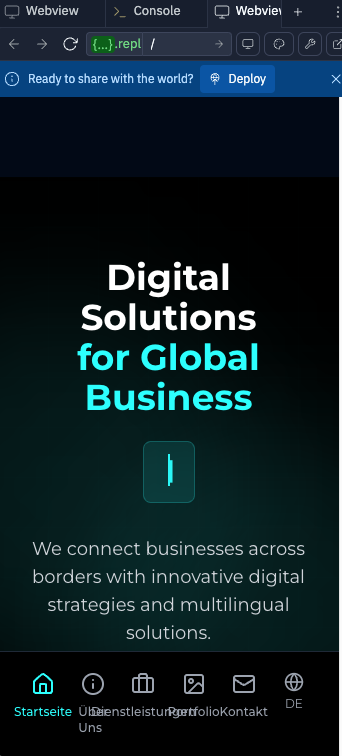 Webview
Console
Webview
{...}.repl /
Ready to share with the world?
Deploy
Digital
Solutions
for Global
Business
We connect businesses across
borders with innovative digital
strategies and multilingual
solutions.
Startseite
Über
Uns
Dienstleistungen
Portfolio
Kontakt
DE